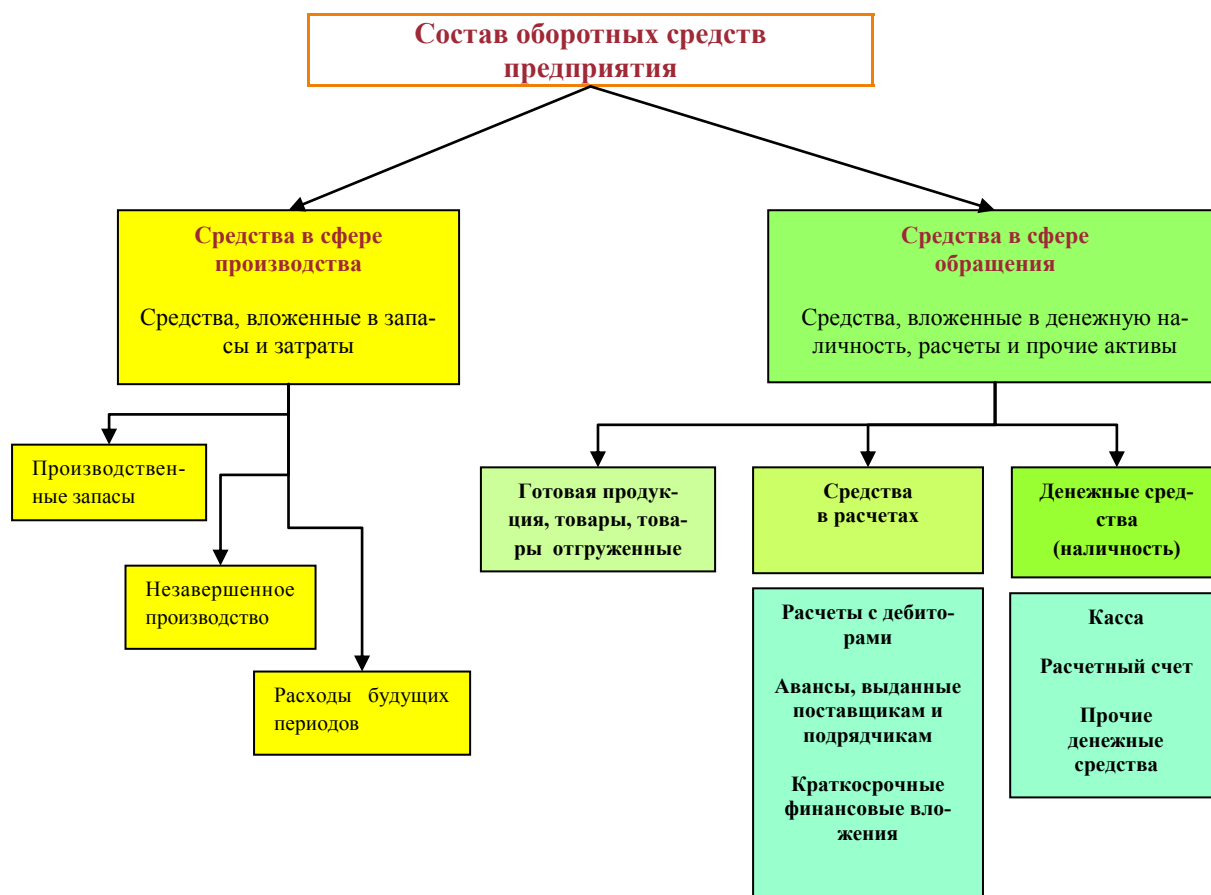 Состав оборотных средств
предприятия
Средства в сфере
производства
Средства, вложенные в запа-
сы и затраты
Средства в сфере
обращения
Средства, вложенные в денежную на-
личность, расчеты и прочие активы
Производствен-
ные запасы
Незавершенное
производство
Расходы будущих
периодов
Готовая продук-
ция, товары, това-
ры отгруженные
Средства
в расчетах
Денежные сред-
ства
(наличность)
Расчеты с дебито-
рами
Авансы, выданные
поставщикам и
подрядчикам
Краткосрочные
финансовые вло-
жения
Касса
Расчетный счет
Прочие
денежные
средства